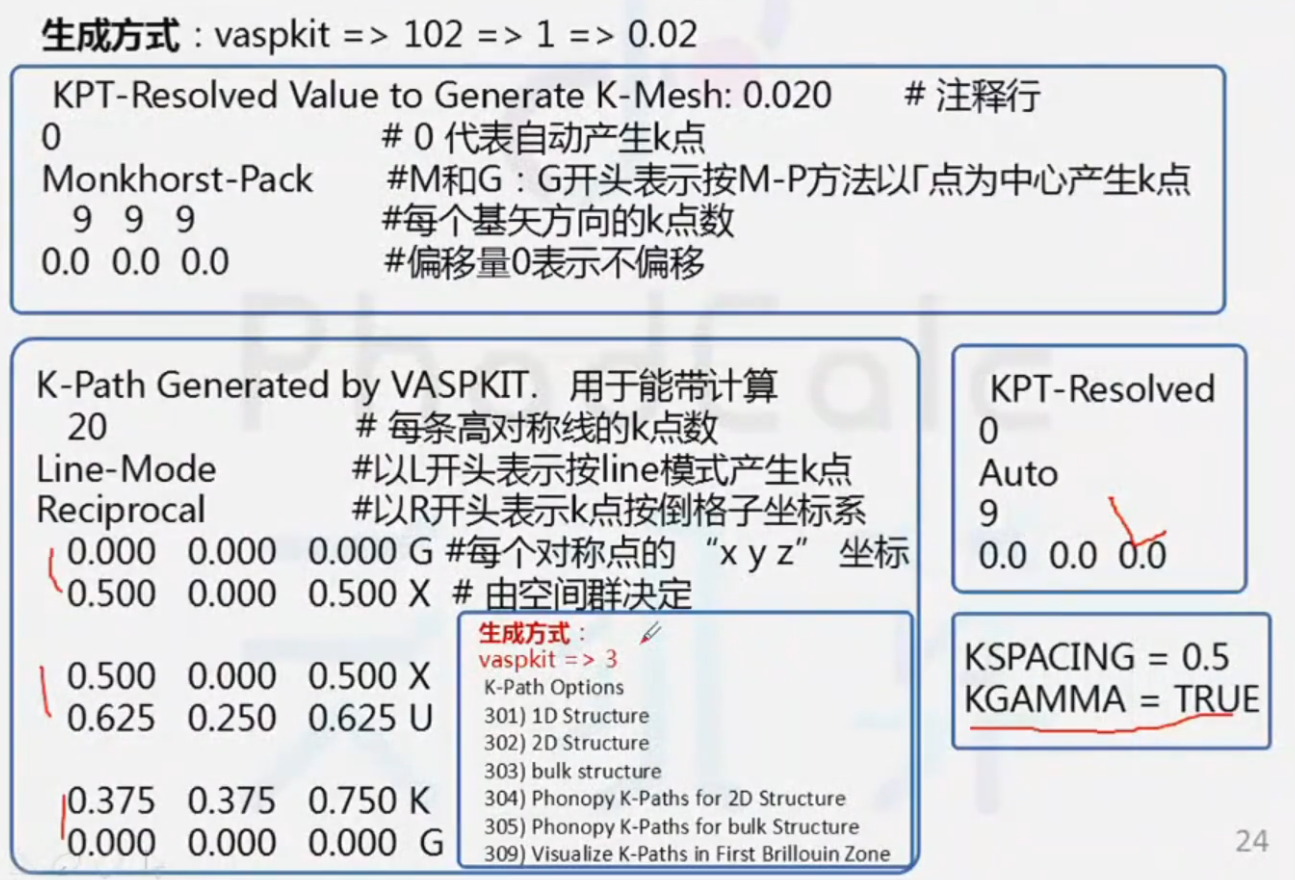 生成方式：vaspkit => 102 => 1 => 0.02
KPT-Resolved Value to Generate K-Mesh: 0.020 # 注释行
0 # 0 代表自动产生k点
Monkhorst-Pack #M和G：G开头表示按M-P方法以Γ点为中心产生k点
9 9 9 #每个基矢方向的k点数
0.0 0.0 0.0 #偏移量0表示不偏移
K-Path Generated by VASPKIT. 用于能带计算
20 # 每条高对称线的k点数
Line-Mode #以L开头表示按line模式产生k点
Reciprocal #以R开头表示k点按倒格子坐标系
0.000 0.000 0.000 G #每个对称点的 “x y z” 坐标
0.500 0.000 0.500 X # 由空间群决定
0.500 0.000 0.500 X
0.625 0.250 0.625 U
0.375 0.375 0.750 K
0.000 0.000 0.000 G
生成方式：
vaspkit => 3
K-Path Options
301) 1D Structure
302) 2D Structure
303) bulk structure
304) Phonopy K-Paths for 2D Structure
305) Phonopy K-Paths for bulk Structure
309) Visualize K-Paths in First Brillouin Zone
KPT-Resolved
0
Auto
9
0.0 0.0 0.0
KSPACING = 0.5
KGAMMA = TRUE
24